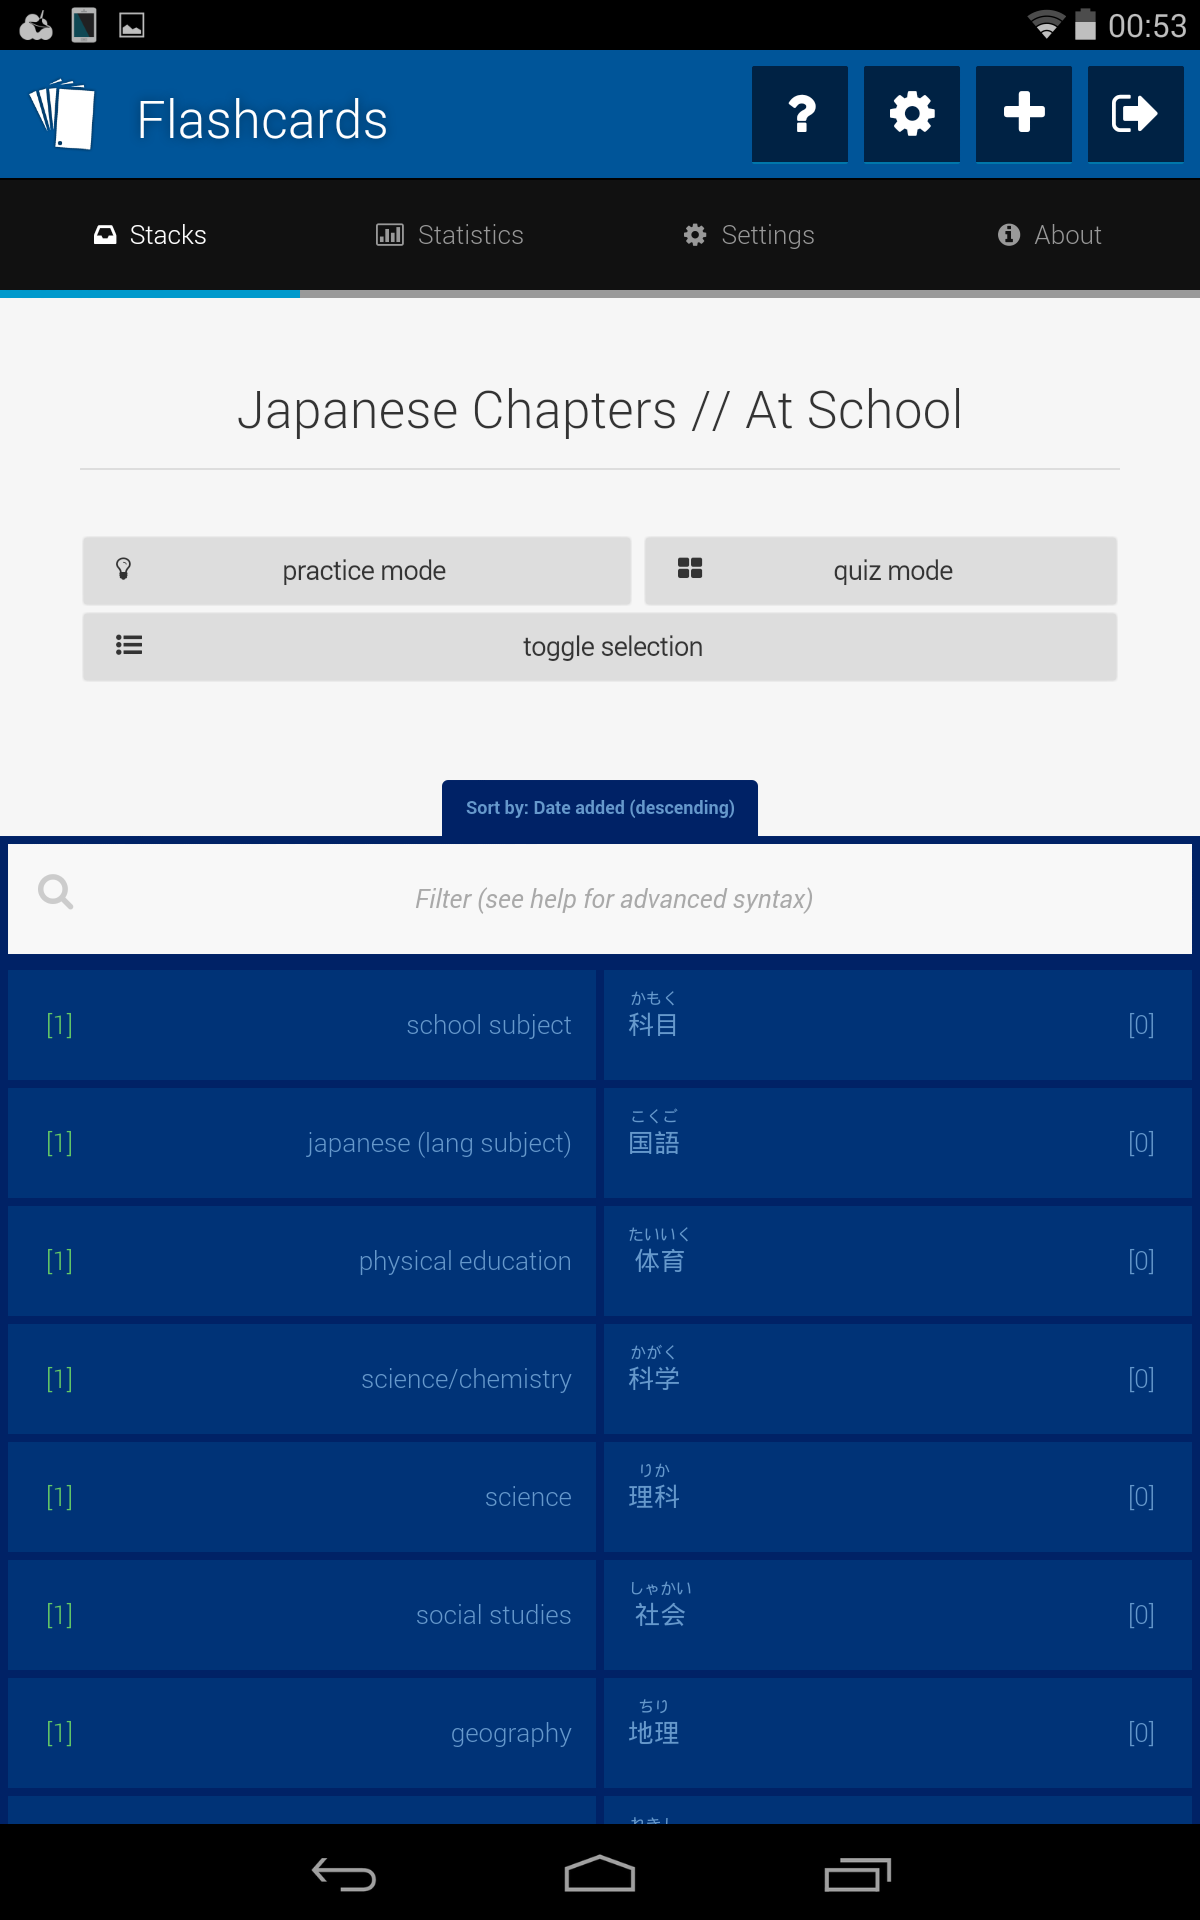 00:53
Flashcards
?
Stacks
Statistics
Settings
About
Japanese Chapters // At School
practice mode
quiz mode
toggle selection
Sort by: Date added (descending)
Filter (see help for advanced syntax)
かもく
[1] school subject 科目 [0]
こくご
[1] japanese (lang subject) 国語 [0]
たいいく
[1] physical education 体育 [0]
かがく
[1] science/chemistry 科学 [0]
りか
[1] science 理科 [0]
しゃかい
[1] social studies 社会 [0]
ちり
[1] geography 地理 [0]